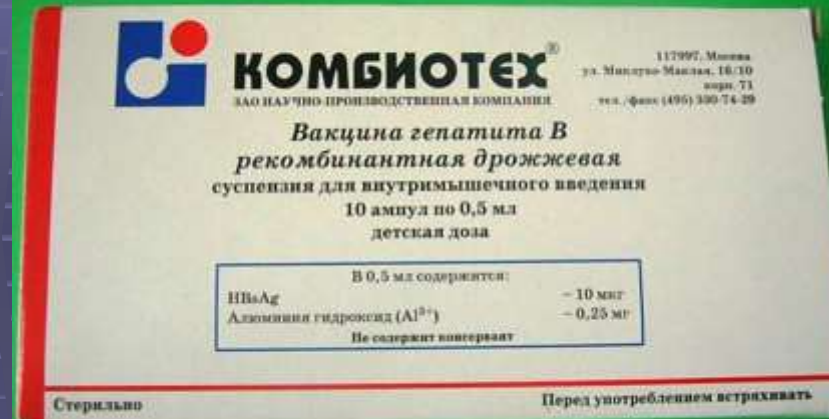 КОМБИОТЕХ®
ЗАО НАУЧНО-ПРОИЗВОДСТВЕННАЯ КОМПАНИЯ
117997, Москва
ул. Миклухо-Маклая, 16/10
корп. 71
тел./факс (495) 330-74-29
Вакцина гепатита В
рекомбинантная дрожжевая
суспензия для внутримышечного введения
10 ампул по 0,5 мл
детская доза
В 0,5 мл содержится:
HBsAg – 10 мкг
Алюминия гидроксид (Al³⁺) – 0,25 мг
Не содержит консервант
Стерильно
Перед употреблением встряхивать